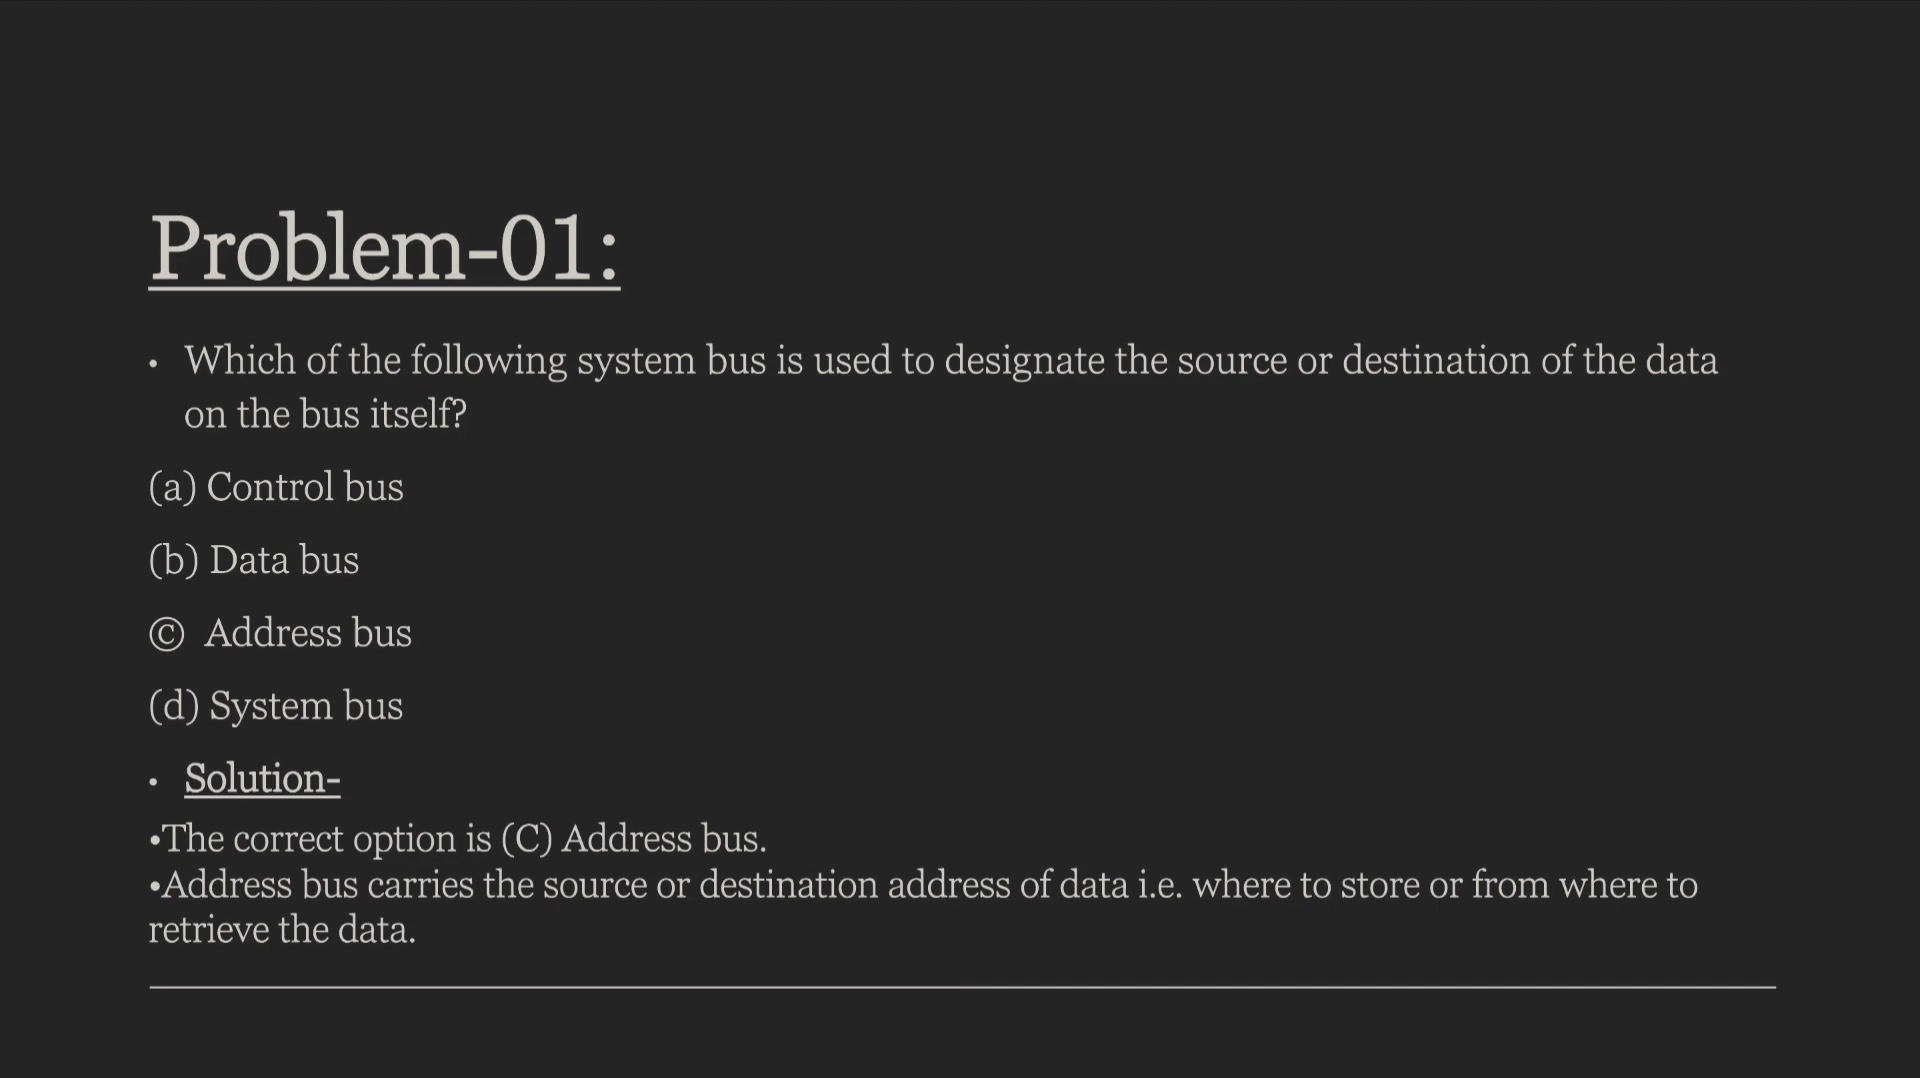 Problem-01:
• Which of the following system bus is used to designate the source or destination of the data
on the bus itself?
(a) Control bus
(b) Data bus
© Address bus
(d) System bus
• Solution-
•The correct option is (C) Address bus.
•Address bus carries the source or destination address of data i.e. where to store or from where to
retrieve the data.